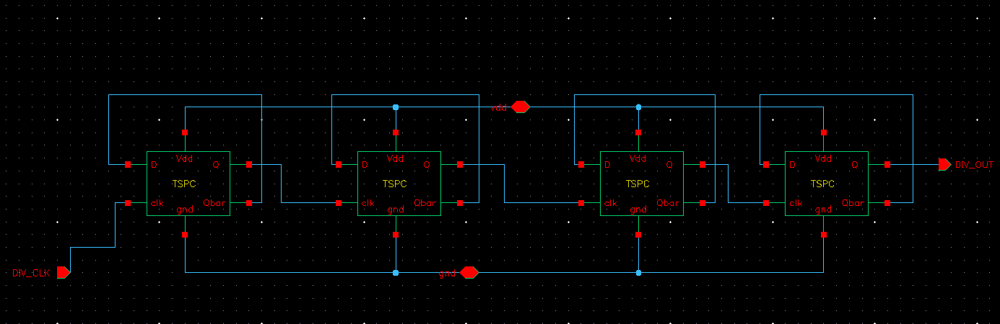 vdd
Vdd
D
Q
TSPC
clk
Qbar
gnd
Vdd
D
Q
TSPC
clk
Qbar
gnd
Vdd
D
Q
TSPC
clk
Qbar
gnd
Vdd
D
Q
TSPC
clk
Qbar
gnd
DIV_OUT
DIV_CLK
gnd